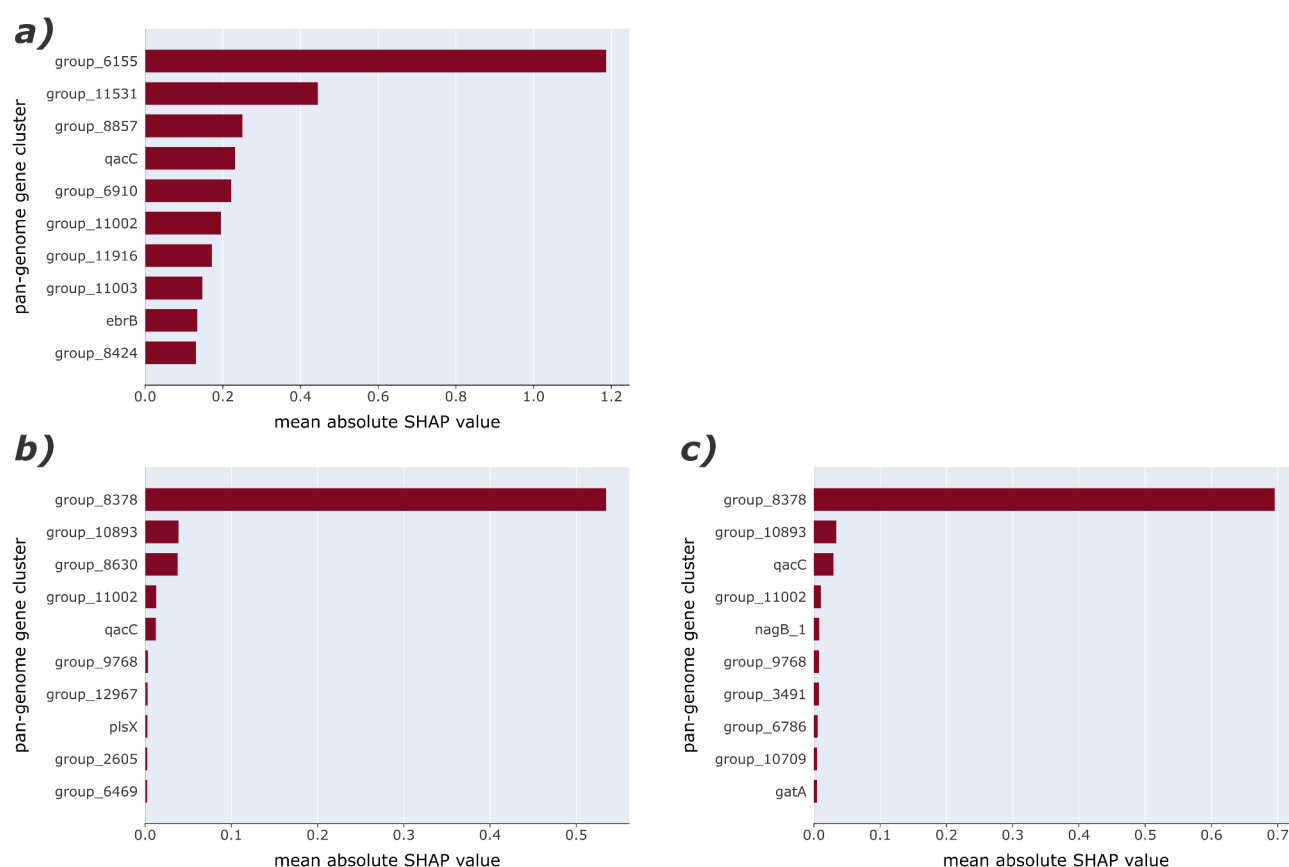 a)
pan-genome gene cluster
group_6155
group_11531
group_8857
qacC
group_6910
group_11002
group_11916
group_11003
ebrB
group_8424
0.0 0.2 0.4 0.6 0.8 1.0 1.2
mean absolute SHAP value
b)
pan-genome gene cluster
group_8378
group_10893
group_8630
group_11002
qacC
group_9768
group_12967
plsX
group_2605
group_6469
0.0 0.1 0.2 0.3 0.4 0.5
mean absolute SHAP value
c)
pan-genome gene cluster
group_8378
group_10893
qacC
group_11002
nagB_1
group_9768
group_3491
group_6786
group_10709
gatA
0.0 0.1 0.2 0.3 0.4 0.5 0.6 0.7
mean absolute SHAP value